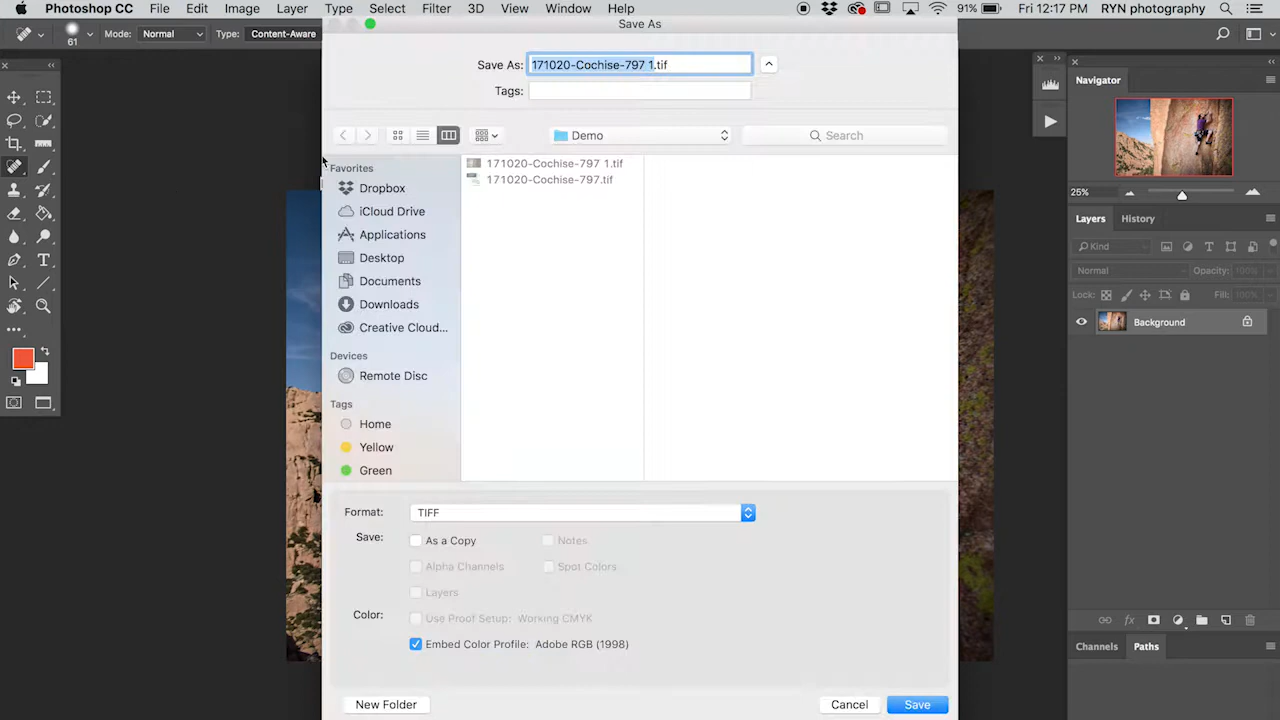 Photoshop CC File Edit Image Layer Type Select Filter 3D View Window Help 91% Fri 12:17 PM RYN photography
Save As
61 Mode: Normal Type: Content-Aware
Save As: 171020-Cochise-797 1.tif
Tags:
Demo Search
Favorites
Dropbox
iCloud Drive
Applications
Desktop
Documents
Downloads
Creative Cloud...
Devices
Remote Disc
Tags
Home
Yellow
Green
171020-Cochise-797 1.tif
171020-Cochise-797.tif
Format: TIFF
Save: As a Copy Notes
Alpha Channels Spot Colors
Layers
Color: Use Proof Setup: Working CMYK
Embed Color Profile: Adobe RGB (1998)
New Folder Cancel Save
Navigator
25%
Layers History
Kind
Normal Opacity: 100%
Lock: Fill: 100%
Background
fx
Channels Paths